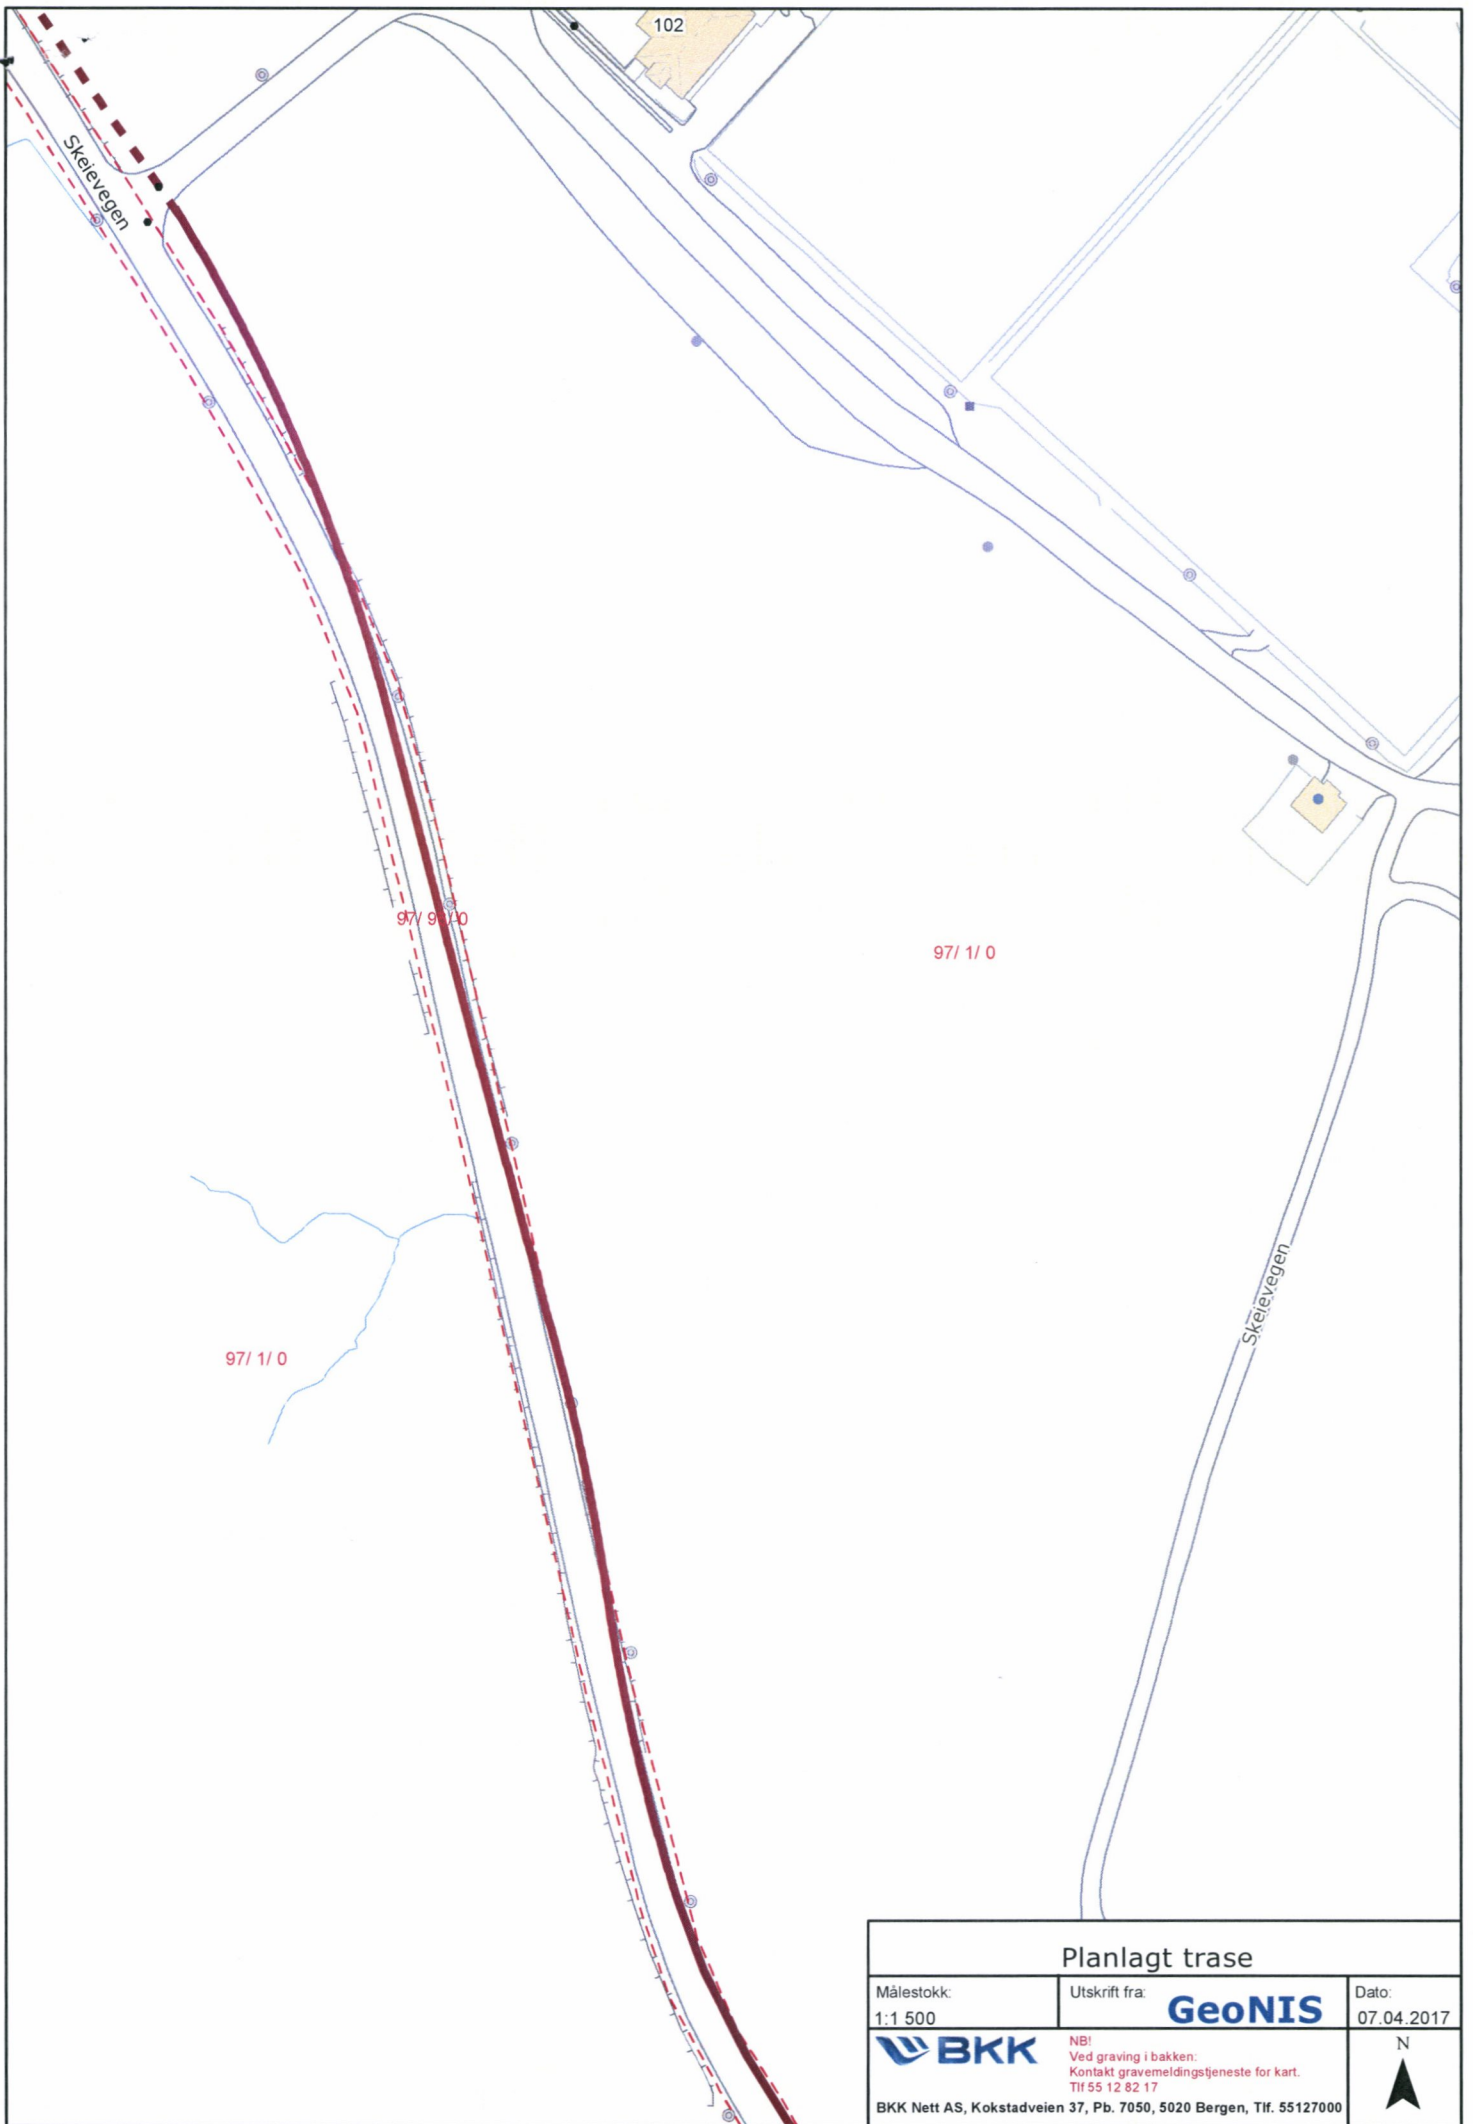 102
Skeievegen
97/ 1/ 0
Skeievegen
97/ 1/ 0
Planlagt trase
Målestokk:
1:1 500
Utskrift fra:
GeoNIS
Dato:
07.04.2017
BKK
NB!
Ved graving i bakken:
Kontakt gravemeldingstjeneste for kart.
Tlf 55 12 82 17
N
BKK Nett AS, Kokstadveien 37, Pb. 7050, 5020 Bergen, Tlf. 55127000